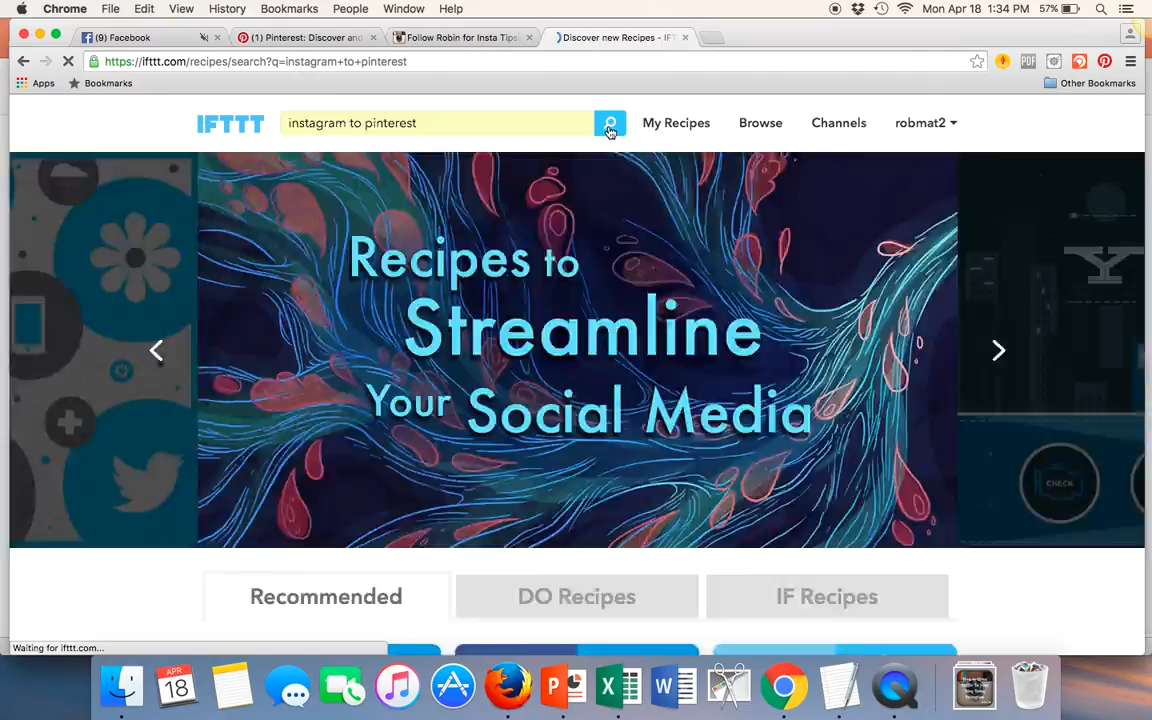 Chrome File Edit View History Bookmarks People Window Help Mon Apr 18 1:34 PM 57%
(9) Facebook (1) Pinterest: Discover and Follow Robin for Insta Tips, Discover new Recipes - IFT
https://ifttt.com/recipes/search?q=instagram+to+pinterest PDF
Apps Bookmarks Other Bookmarks
IFTTT instagram to pinterest My Recipes Browse Channels robmat2
Recipes to
Streamline
Your Social Media
CHECK
Recommended DO Recipes IF Recipes
Waiting for ifttt.com...
APR
18